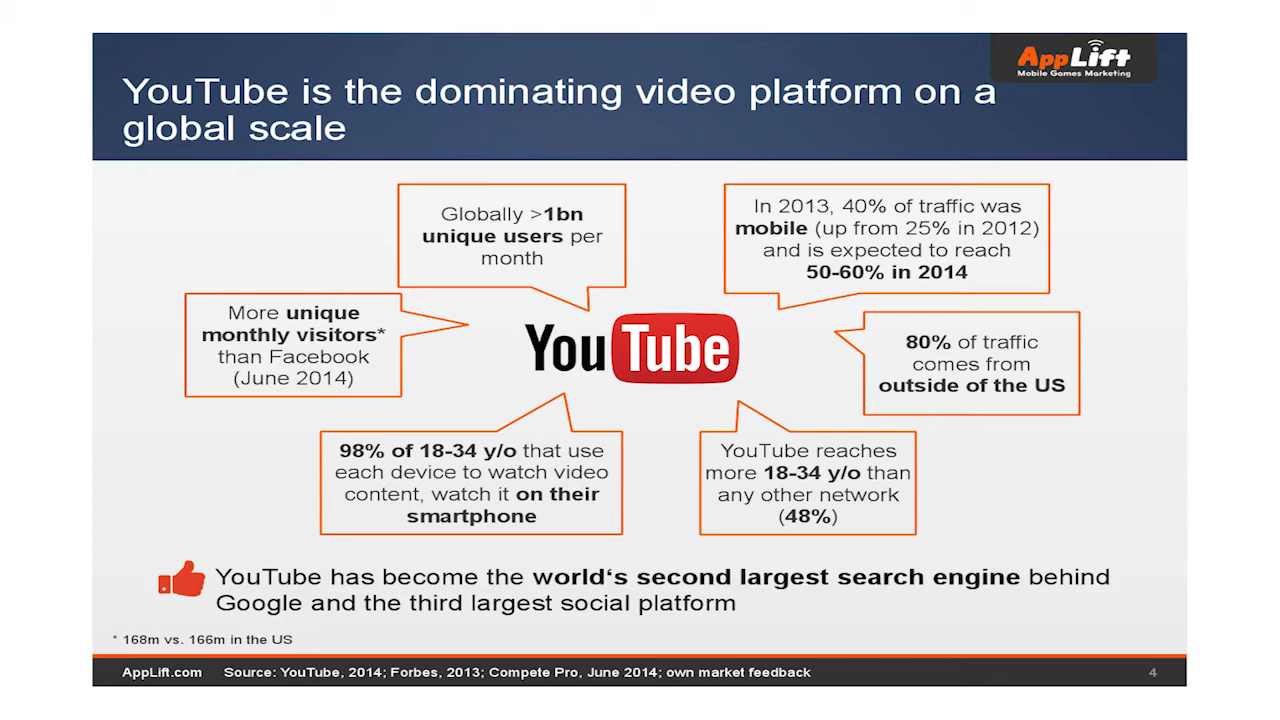 AppLift
Mobile Games Marketing
YouTube is the dominating video platform on a
global scale
Globally >1bn
unique users per
month
In 2013, 40% of traffic was
mobile (up from 25% in 2012)
and is expected to reach
50-60% in 2014
More unique
monthly visitors*
than Facebook
(June 2014)
YouTube
80% of traffic
comes from
outside of the US
98% of 18-34 y/o that use
each device to watch video
content, watch it on their
smartphone
YouTube reaches
more 18-34 y/o than
any other network
(48%)
YouTube has become the world‘s second largest search engine behind
Google and the third largest social platform
* 168m vs. 166m in the US
AppLift.com Source: YouTube, 2014; Forbes, 2013; Compete Pro, June 2014; own market feedback 4